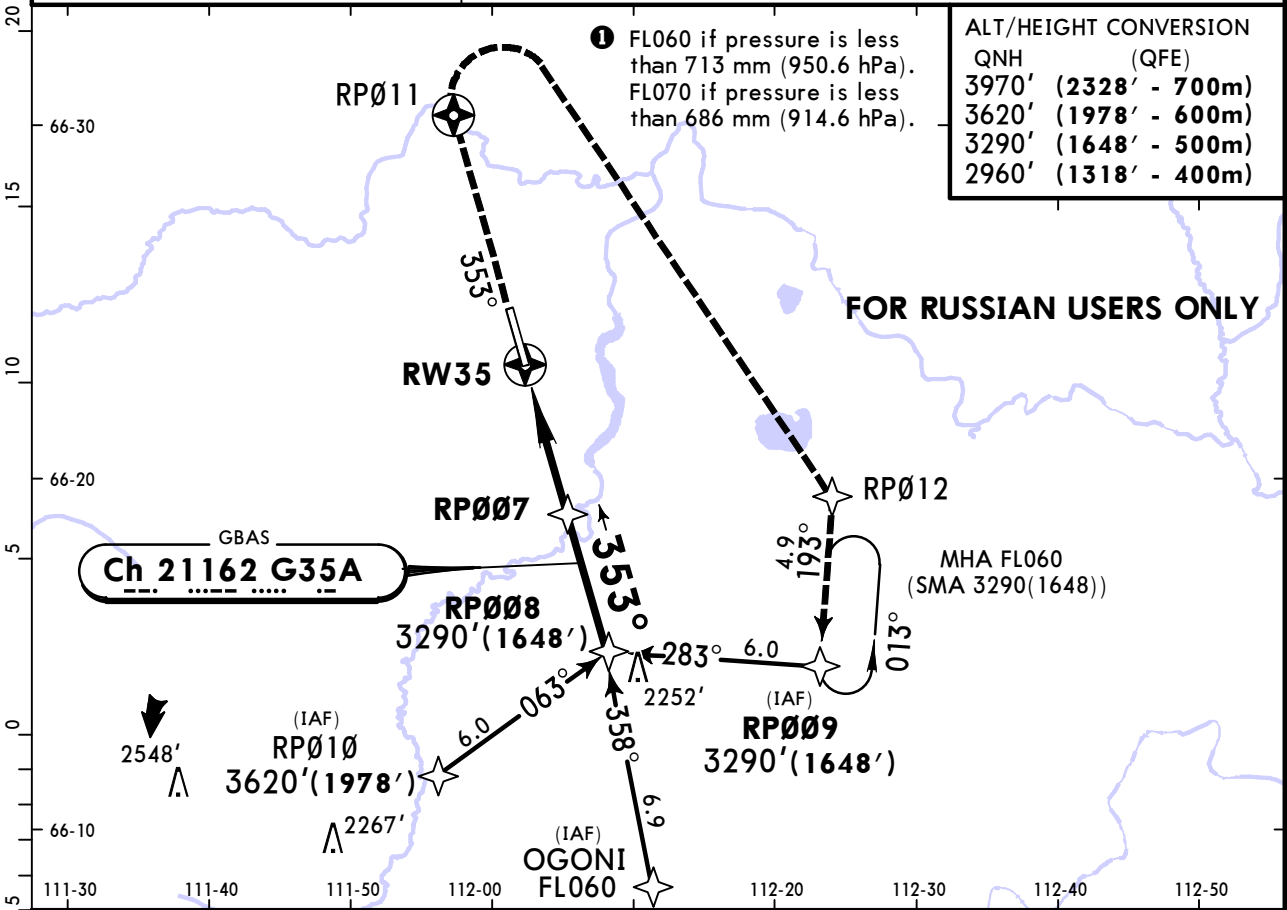 20
❶ FL060 if pressure is less
than 713 mm (950.6 hPa).
FL070 if pressure is less
than 686 mm (914.6 hPa).
ALT/HEIGHT CONVERSION
QNH (QFE)
3970' (2328' - 700m)
3620' (1978' - 600m)
3290' (1648' - 500m)
2960' (1318' - 400m)
RPØ11
66-30
15
353°
FOR RUSSIAN USERS ONLY
10
RW35
66-20
RPØØ7
RPØ12
5
GBAS
Ch 21162 G35A
353°
4.9
193°
MHA FL060
(SMA 3290(1648))
RPØØ8
3290'(1648')
013°
283°
6.0
2252'
063°
6.0
358°
(IAF)
RPØØ9
3290'(1648')
0
(IAF)
RPØ1Ø
3620'(1978')
2548'
2267'
6.9
66-10
(IAF)
OGONI
FL060
5
111-30
111-40
111-50
112-00
112-20
112-30
112-40
112-50